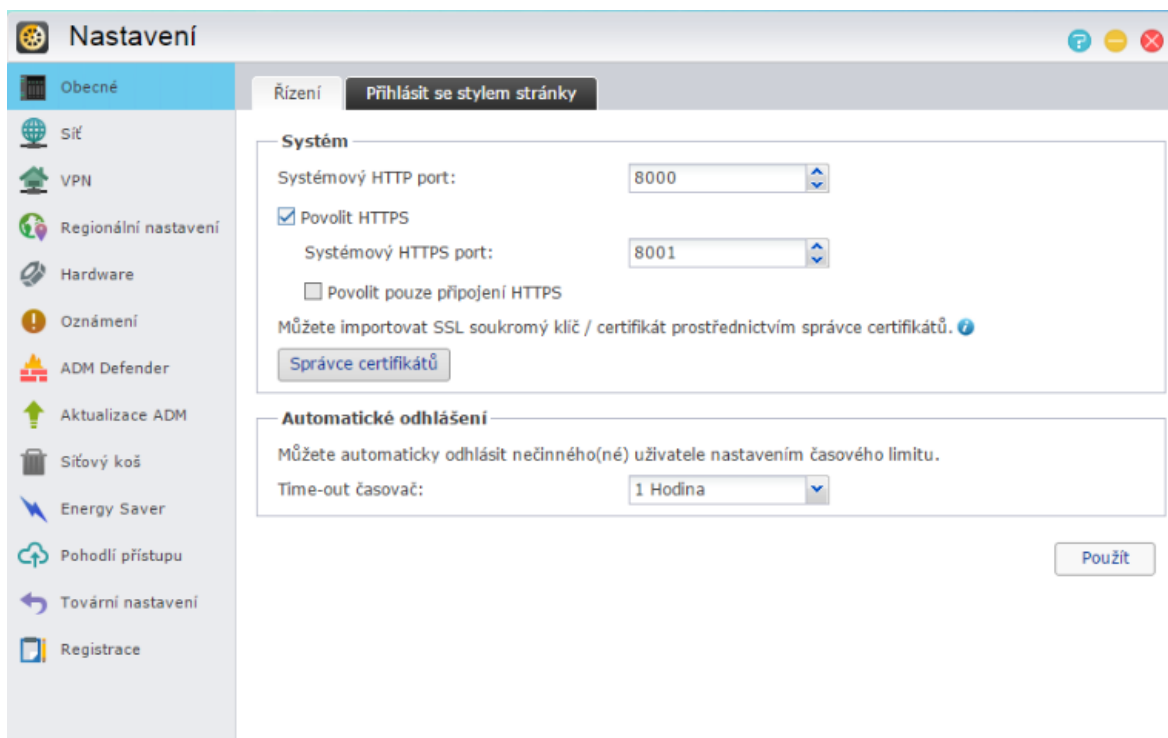 Nastavení
Obecné
Síť
VPN
Regionální nastavení
Hardware
Oznámení
ADM Defender
Aktualizace ADM
Síťový koš
Energy Saver
Pohodlí přístupu
Tovární nastavení
Registrace
Řízení
Přihlásit se stylem stránky
Systém
Systémový HTTP port: 8000
Povolit HTTPS
Systémový HTTPS port: 8001
Povolit pouze připojení HTTPS
Můžete importovat SSL soukromý klíč / certifikát prostřednictvím správce certifikátů.
Správce certifikátů
Automatické odhlášení
Můžete automaticky odhlásit nečinného(né) uživatele nastavením časového limitu.
Time-out časovač: 1 Hodina
Použít